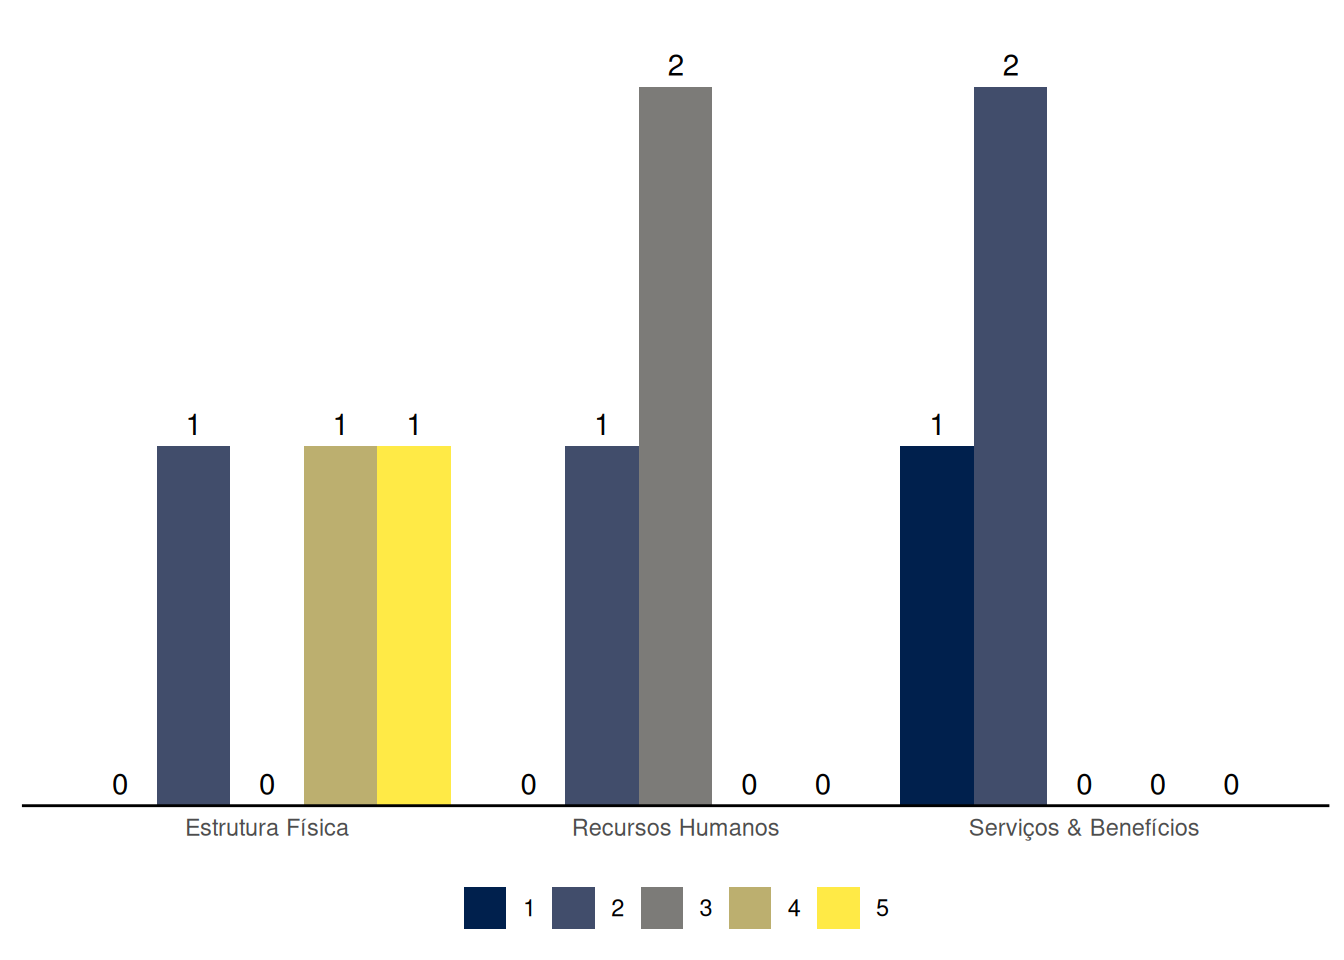 2 2
1 1 1 1 1
0 0 0 0 0 0 0 0
Estrutura Física Recursos Humanos Serviços & Benefícios
1 2 3 4 5